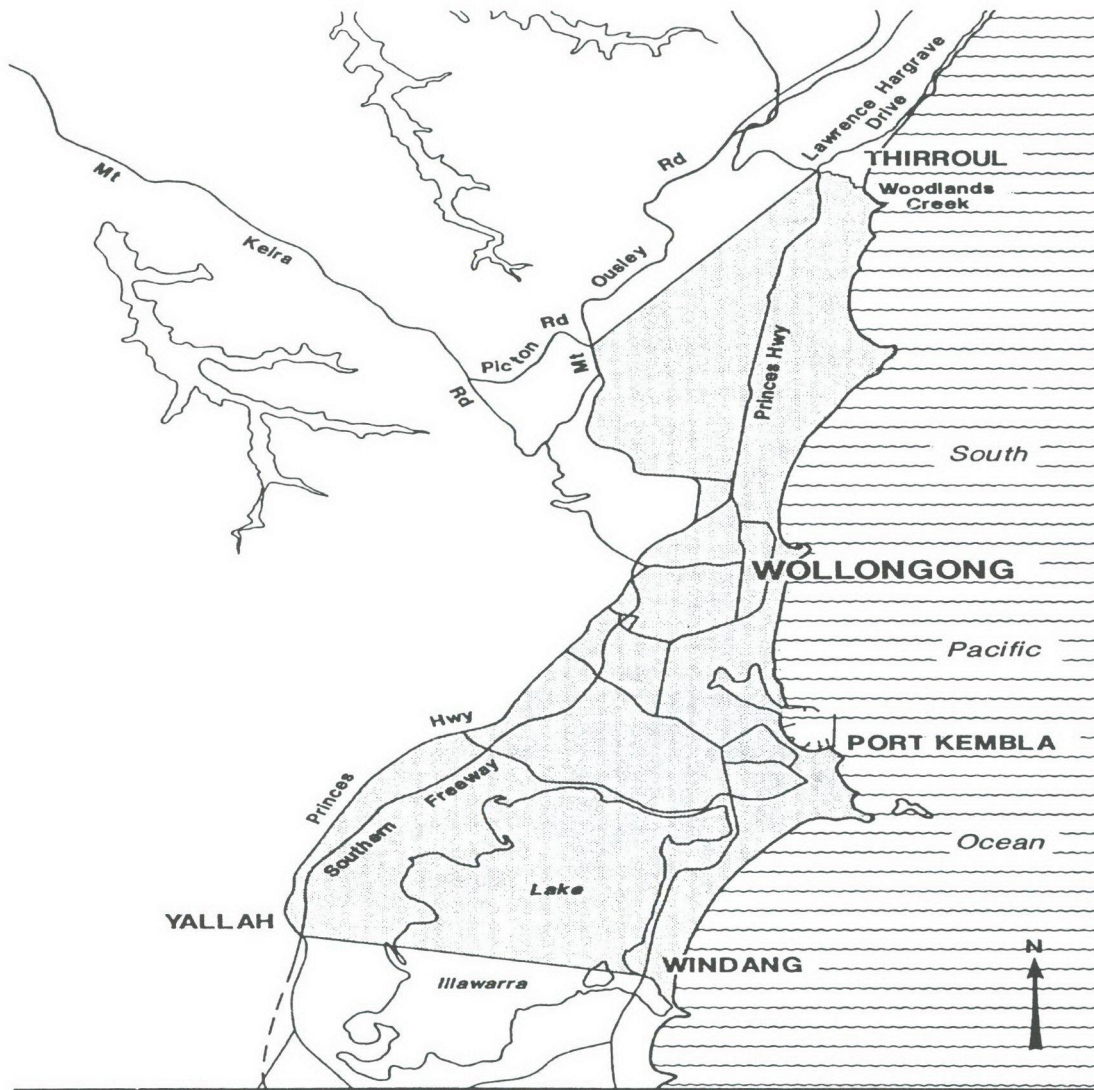 Lawrence Hargrave
Drive
THIRROUL
Woodlands
Creek
Rd
Mt
Keira
Ousley
Rd
Picton
Mt
Rd
Princes Hwy
South
WOLLONGONG
Pacific
Hwy
PORT KEMBLA
Princes
Freeway
Southern
Ocean
Lake
YALLAH
N
WINDANG
Illawarra